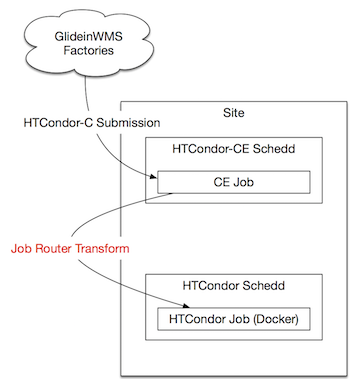 GlideinWMS
Factories
Site
HTCondor-C Submission
HTCondor-CE Schedd
CE Job
Job Router Transform
HTCondor Schedd
HTCondor Job (Docker)